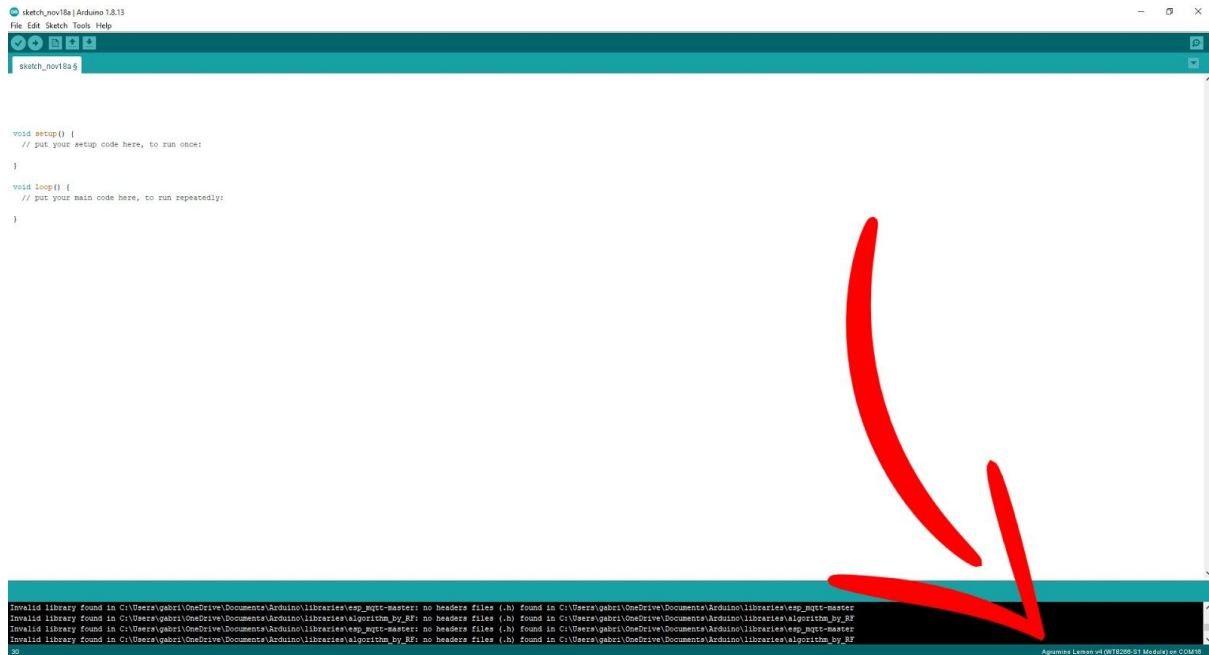 sketch_nov18a | Arduino 1.8.13
File Edit Sketch Tools Help
sketch_nov18a §
void setup() {
// put your setup code here, to run once:
}
void loop() {
// put your main code here, to run repeatedly:
}
Invalid library found in C:\Users\gabri\OneDrive\Documents\Arduino\libraries\esp_mqtt-master: no headers files (.h) found in C:\Users\gabri\OneDrive\Documents\Arduino\libraries\esp_mqtt-master
Invalid library found in C:\Users\gabri\OneDrive\Documents\Arduino\libraries\algorithm_by_RF: no headers files (.h) found in C:\Users\gabri\OneDrive\Documents\Arduino\libraries\algorithm_by_RF
Invalid library found in C:\Users\gabri\OneDrive\Documents\Arduino\libraries\esp_mqtt-master: no headers files (.h) found in C:\Users\gabri\OneDrive\Documents\Arduino\libraries\esp_mqtt-master
Invalid library found in C:\Users\gabri\OneDrive\Documents\Arduino\libraries\algorithm_by_RF: no headers files (.h) found in C:\Users\gabri\OneDrive\Documents\Arduino\libraries\algorithm_by_RF
30
Agrumino Lemon v4 (WT8266-S1 Module) on COM16